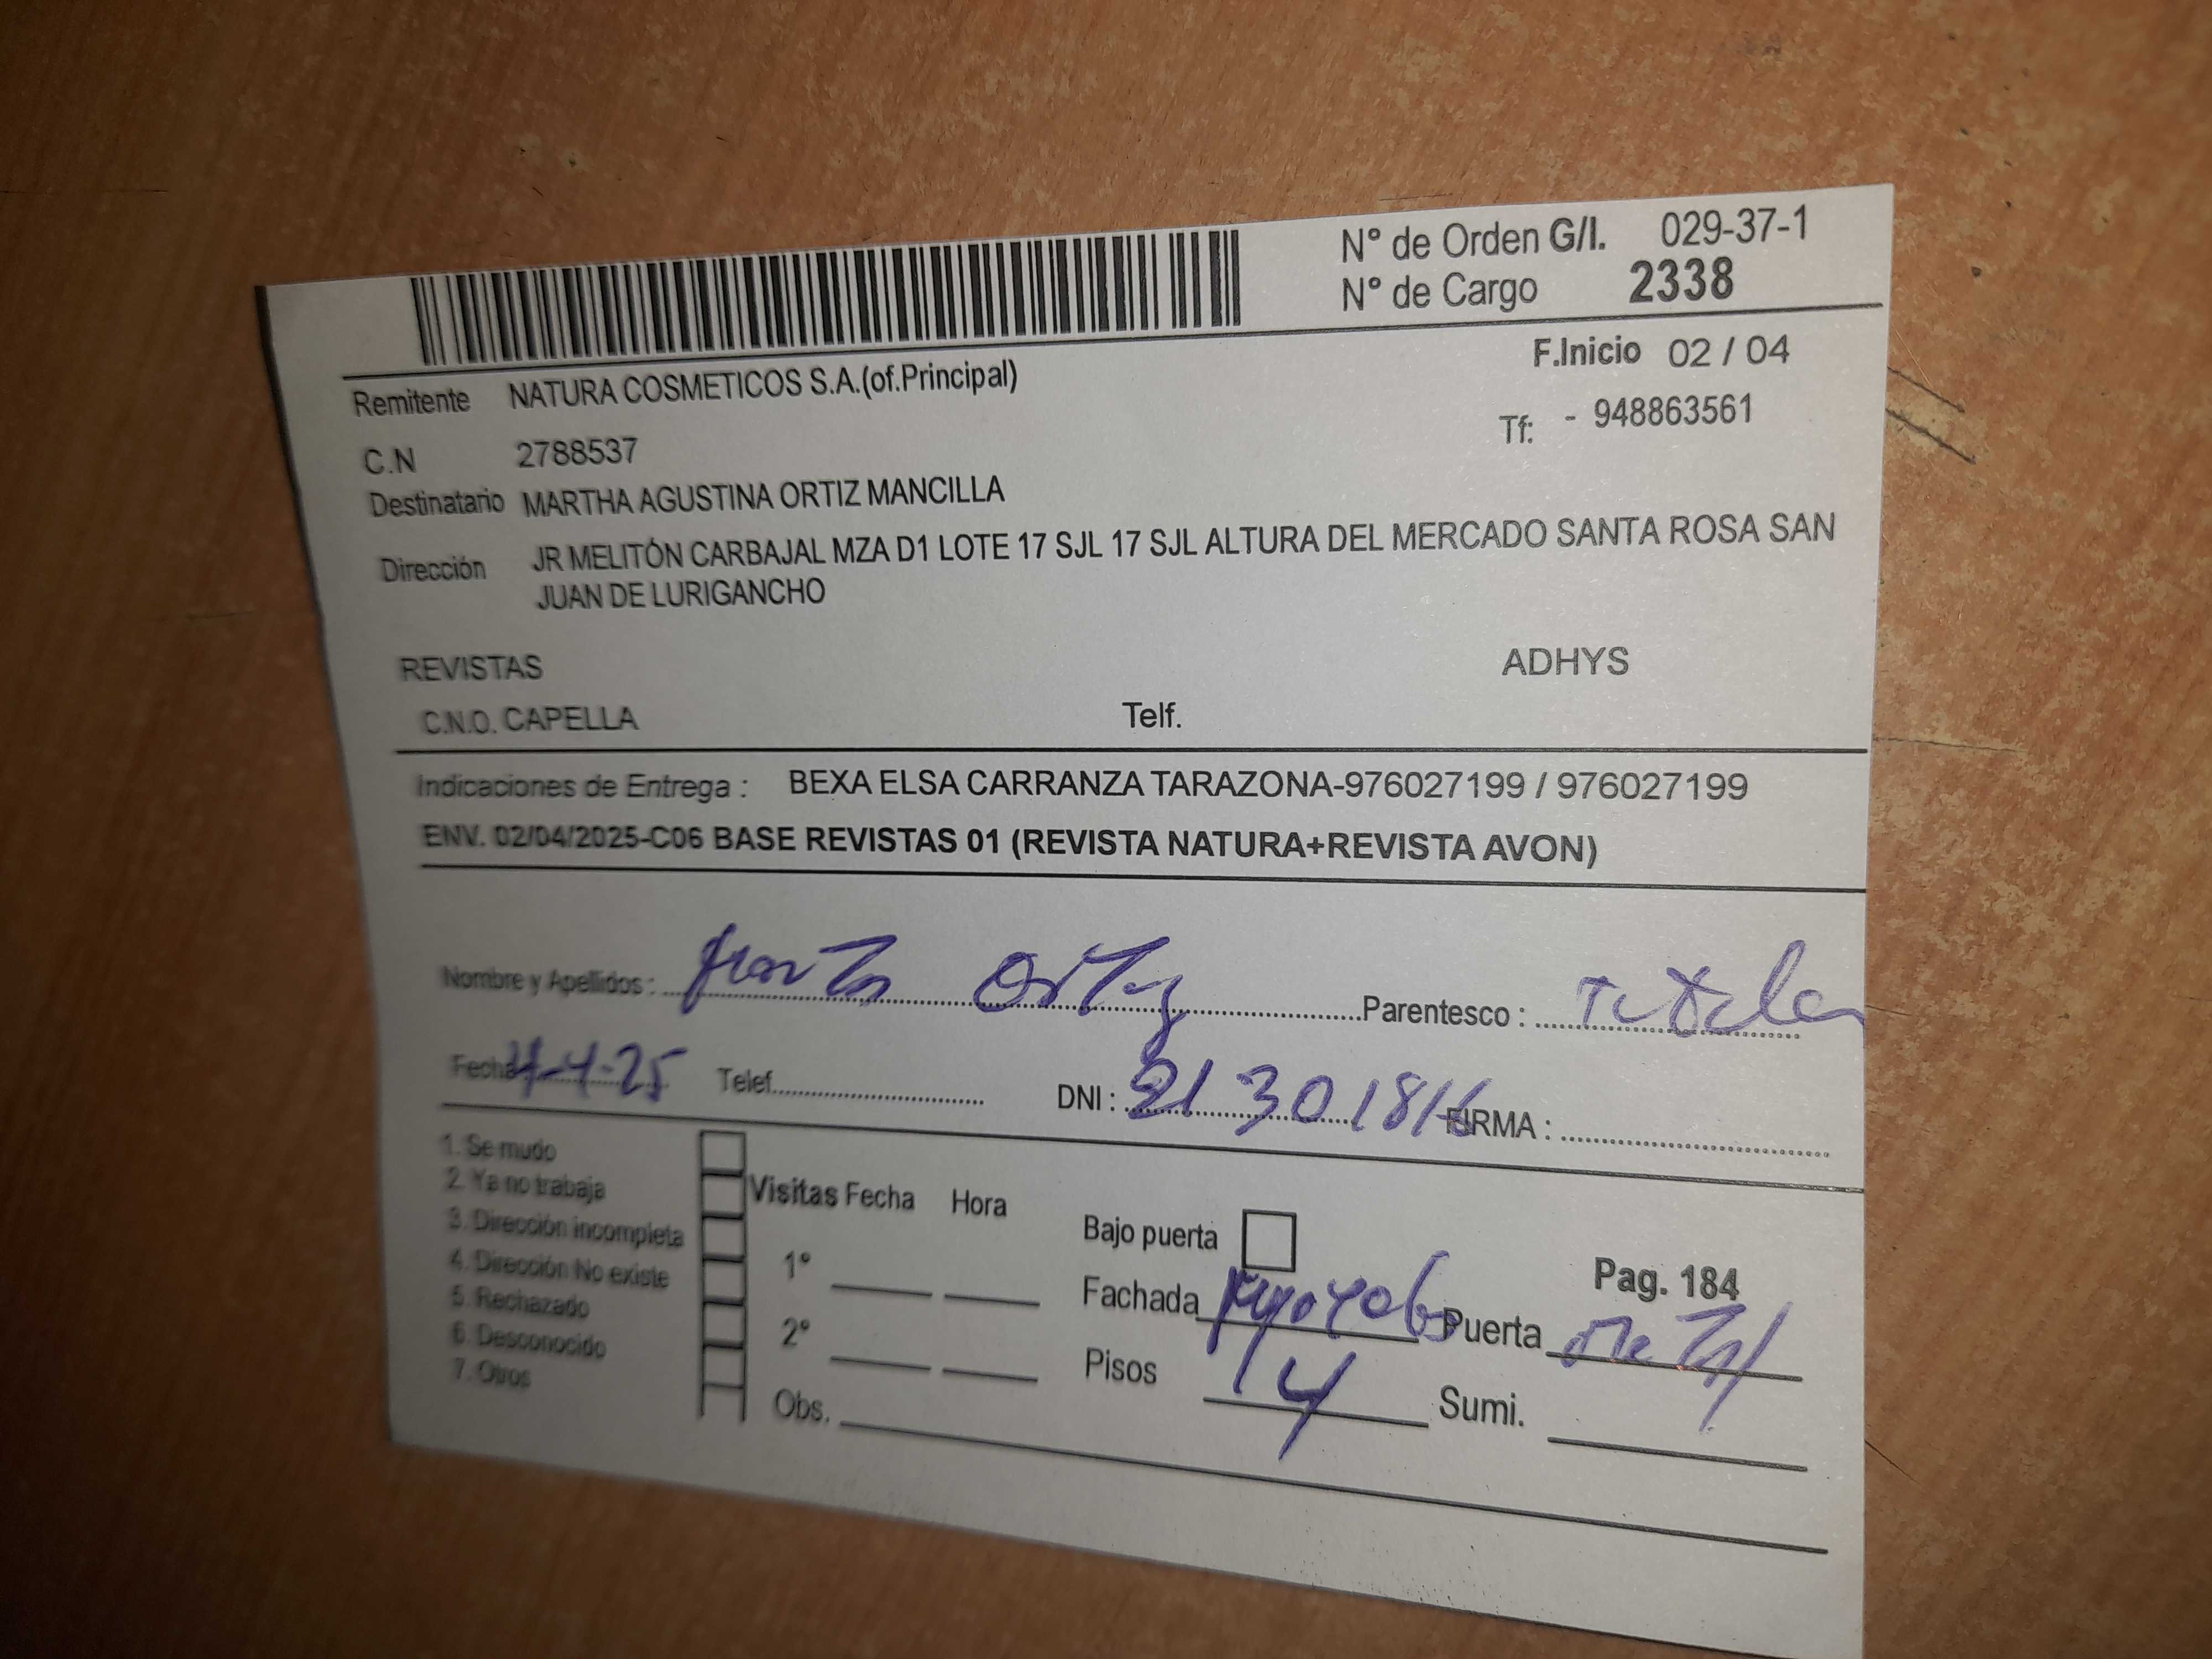 N° de Orden G/I. 029-37-1
N° de Cargo 2338
F.Inicio 02 / 04
Remitente NATURA COSMETICOS S.A.(of.Principal)
Tf: - 948863561
C.N 2788537
Destinatario MARTHA AGUSTINA ORTIZ MANCILLA
Dirección JR MELITÓN CARBAJAL MZA D1 LOTE 17 SJL 17 SJL ALTURA DEL MERCADO SANTA ROSA SAN
JUAN DE LURIGANCHO
REVISTAS ADHYS
C.N.O. CAPELLA Telf.
Indicaciones de Entrega : BEXA ELSA CARRANZA TARAZONA-976027199 / 976027199
ENV. 02/04/2025-C06 BASE REVISTAS 01 (REVISTA NATURA+REVISTA AVON)
Nombre y Apellidos : Ortiz Parentesco : Titular
Fecha 4-4-25 Telef. DNI : 21301816 FIRMA :
1. Se mudo
2. Ya no trabaja
3. Dirección incompleta
4. Dirección No existe
5. Rechazado
6. Desconocido
7. Otros
Visitas Fecha Hora
1°
2°
Obs.
Bajo puerta
Pag. 184
Fachada Puerta Metal
Pisos 4 Sumi.